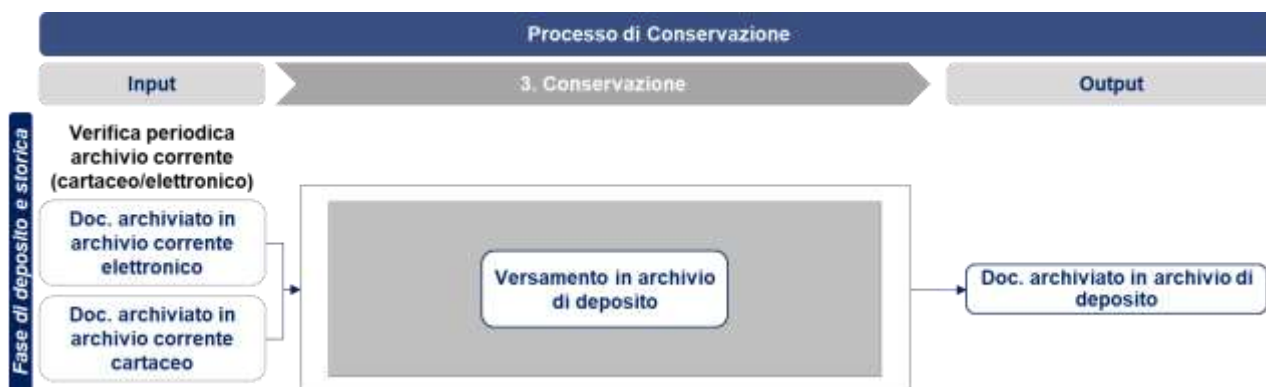 Processo di Conservazione
Input
3. Conservazione
Output
Fase di deposito e storica
Verifica periodica
archivio corrente
(cartaceo/elettronico)
Doc. archiviato in
archivio corrente
elettronico
Doc. archiviato in
archivio corrente
cartaceo
Versamento in archivio
di deposito
Doc. archiviato in archivio di
deposito